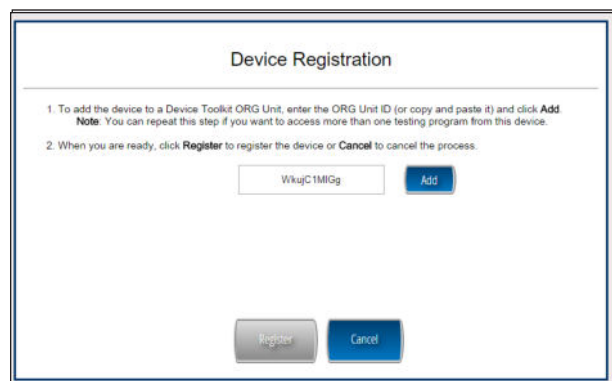 Device Registration
1. To add the device to a Device Toolkit ORG Unit, enter the ORG Unit ID (or copy and paste it) and click Add.
Note: You can repeat this step if you want to access more than one testing program from this device.
2. When you are ready, click Register to register the device or Cancel to cancel the process.
WkujC1MIGg Add
Register Cancel